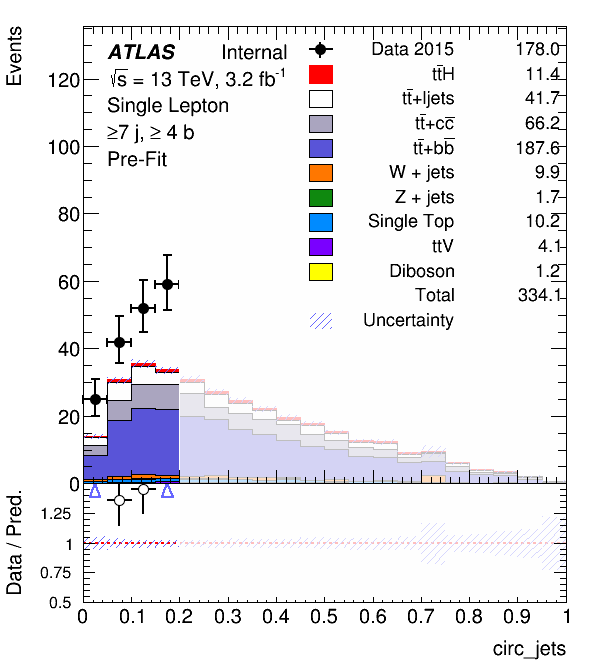 Events
ATLAS Internal
√s = 13 TeV, 3.2 fb⁻¹
Single Lepton
≥7 j, ≥ 4 b
Pre-Fit
Data 2015 178.0
tt̄H 11.4
tt̄+ljets 41.7
tt̄+cc̄ 66.2
tt̄+bb̄ 187.6
W + jets 9.9
Z + jets 1.7
Single Top 10.2
ttV 4.1
Diboson 1.2
Total 334.1
Uncertainty
120
100
80
60
40
20
0
Data / Pred.
1.25
1
0.75
0.5
0 0.1 0.2 0.3 0.4 0.5 0.6 0.7 0.8 0.9 1
circ_jets